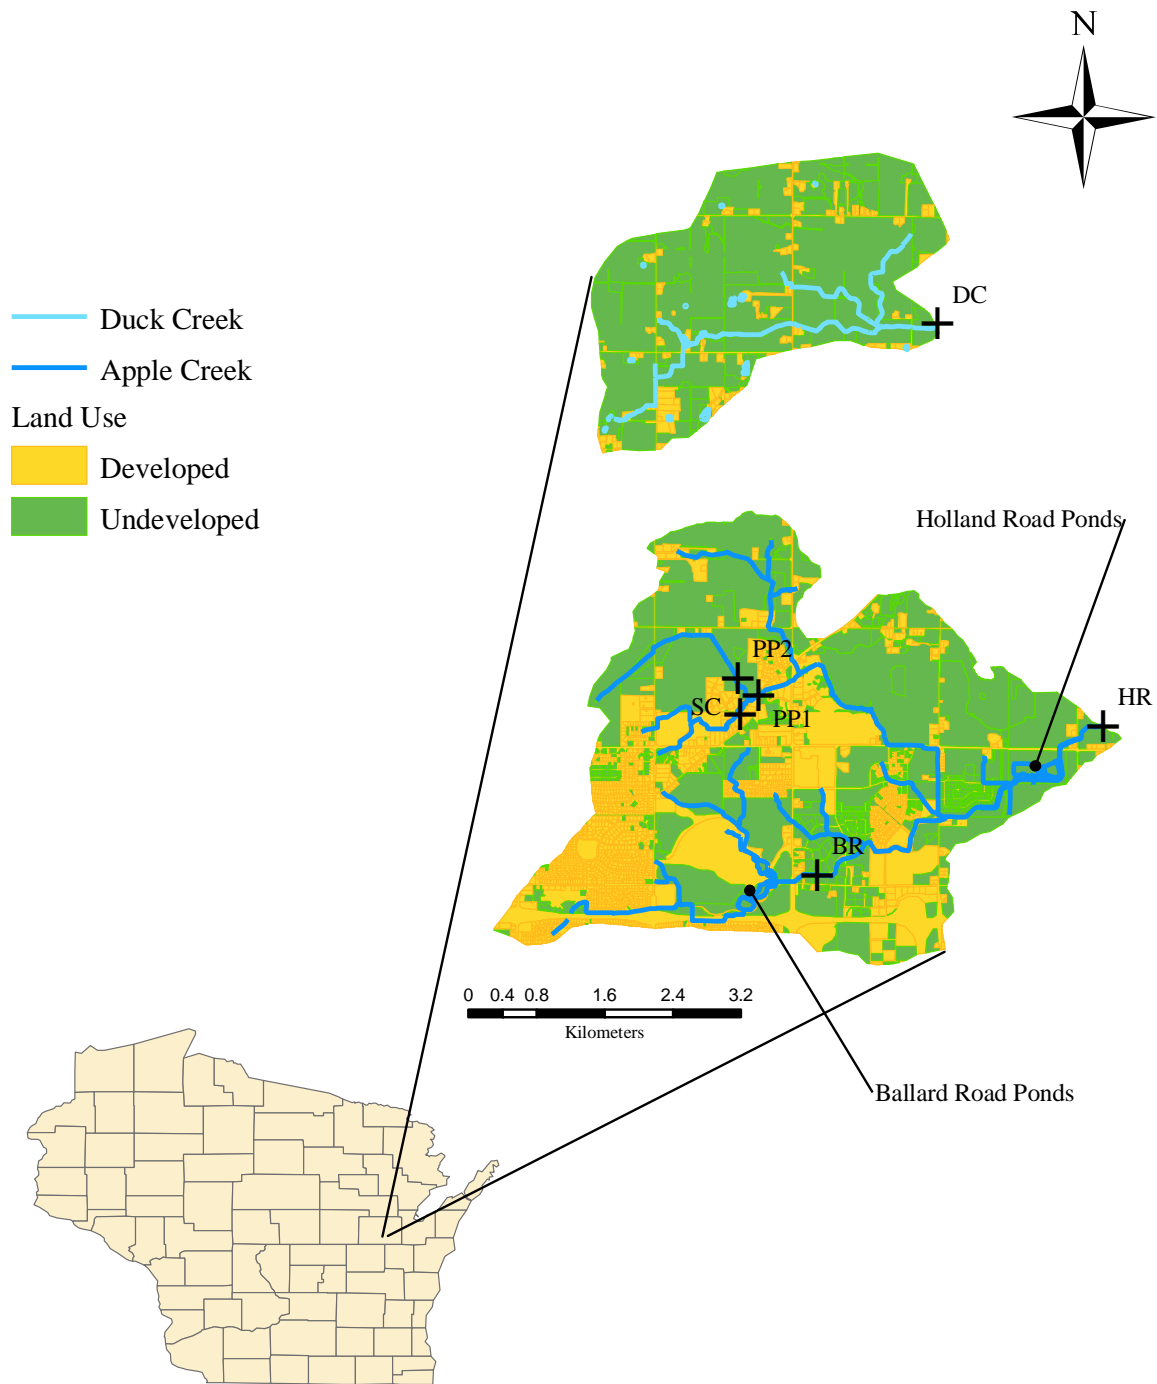 N
DC
Duck Creek
Apple Creek
Land Use
Developed
Undeveloped
Holland Road Ponds
PP2
HR
SC
PP1
BR
0 0.4 0.8 1.6 2.4 3.2
Kilometers
Ballard Road Ponds